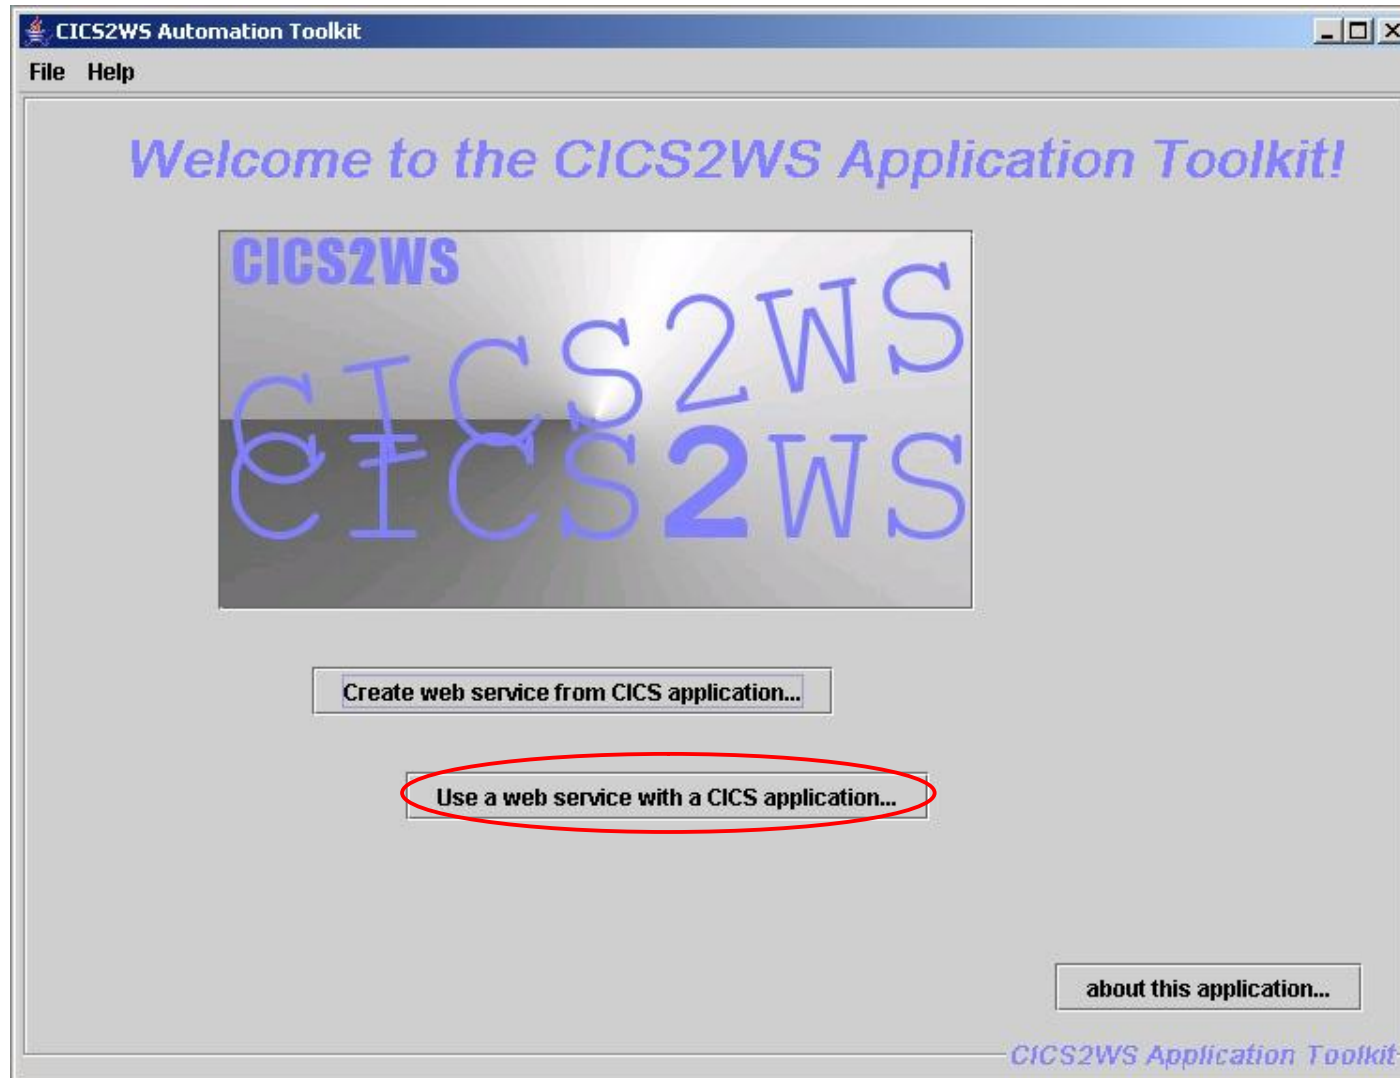 CICS2WS Automation Toolkit
File Help
Welcome to the CICS2WS Application Toolkit!
CICS2WS
CICS2WS
CICS2WS
Create web service from CICS application...
Use a web service with a CICS application...
about this application...
CICS2WS Application Toolkit